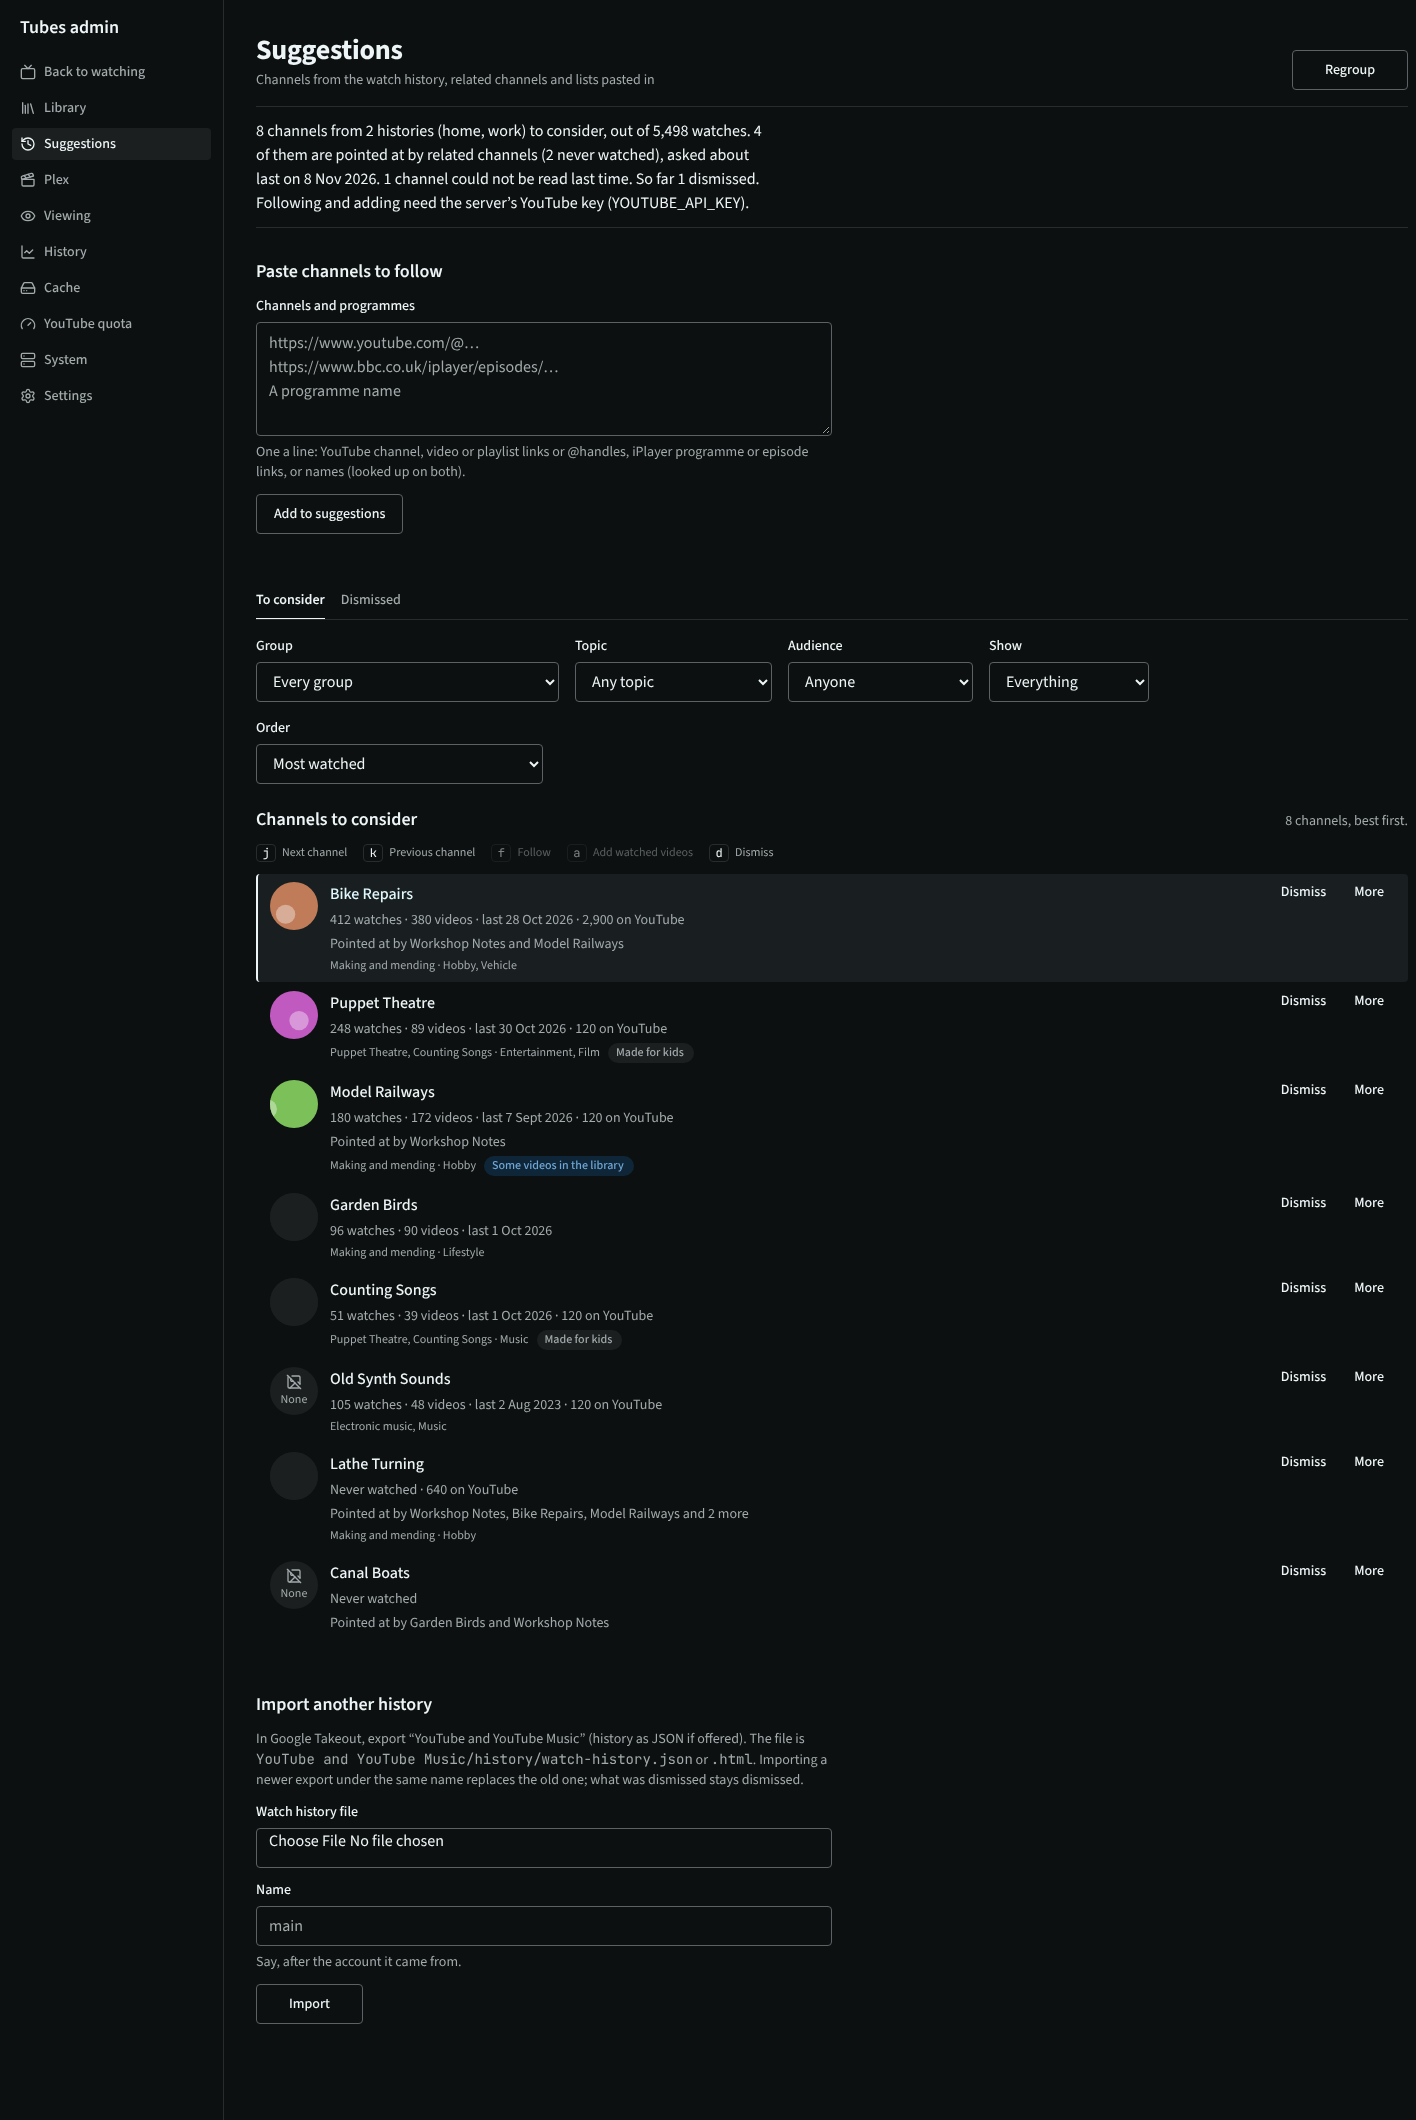 Tubes admin
Back to watching
Library
Suggestions
Plex
Viewing
History
Cache
YouTube quota
System
Settings
Suggestions
Channels from the watch history, related channels and lists pasted in
Regroup
8 channels from 2 histories (home, work) to consider, out of 5,498 watches. 4
of them are pointed at by related channels (2 never watched), asked about
last on 8 Nov 2026. 1 channel could not be read last time. So far 1 dismissed.
Following and adding need the server’s YouTube key (YOUTUBE_API_KEY).
Paste channels to follow
Channels and programmes
https://www.youtube.com/@…
https://www.bbc.co.uk/iplayer/episodes/…
A programme name
One a line: YouTube channel, video or playlist links or @handles, iPlayer programme or episode
links, or names (looked up on both).
Add to suggestions
To consider Dismissed
Group Topic Audience Show
Every group Any topic Anyone Everything
Order
Most watched
Channels to consider
8 channels, best first.
j Next channel k Previous channel f Follow a Add watched videos d Dismiss
Bike Repairs
Dismiss More
412 watches · 380 videos · last 28 Oct 2026 · 2,900 on YouTube
Pointed at by Workshop Notes and Model Railways
Making and mending · Hobby, Vehicle
Puppet Theatre
Dismiss More
248 watches · 89 videos · last 30 Oct 2026 · 120 on YouTube
Puppet Theatre, Counting Songs · Entertainment, Film Made for kids
Model Railways
Dismiss More
180 watches · 172 videos · last 7 Sept 2026 · 120 on YouTube
Pointed at by Workshop Notes
Making and mending · Hobby Some videos in the library
Garden Birds
Dismiss More
96 watches · 90 videos · last 1 Oct 2026
Making and mending · Lifestyle
Counting Songs
Dismiss More
51 watches · 39 videos · last 1 Oct 2026 · 120 on YouTube
Puppet Theatre, Counting Songs · Music Made for kids
None
Old Synth Sounds
Dismiss More
105 watches · 48 videos · last 2 Aug 2023 · 120 on YouTube
Electronic music, Music
Lathe Turning
Dismiss More
Never watched · 640 on YouTube
Pointed at by Workshop Notes, Bike Repairs, Model Railways and 2 more
Making and mending · Hobby
None
Canal Boats
Dismiss More
Never watched
Pointed at by Garden Birds and Workshop Notes
Import another history
In Google Takeout, export “YouTube and YouTube Music” (history as JSON if offered). The file is
YouTube and YouTube Music/history/watch-history.json or .html. Importing a
newer export under the same name replaces the old one; what was dismissed stays dismissed.
Watch history file
Choose File No file chosen
Name
main
Say, after the account it came from.
Import